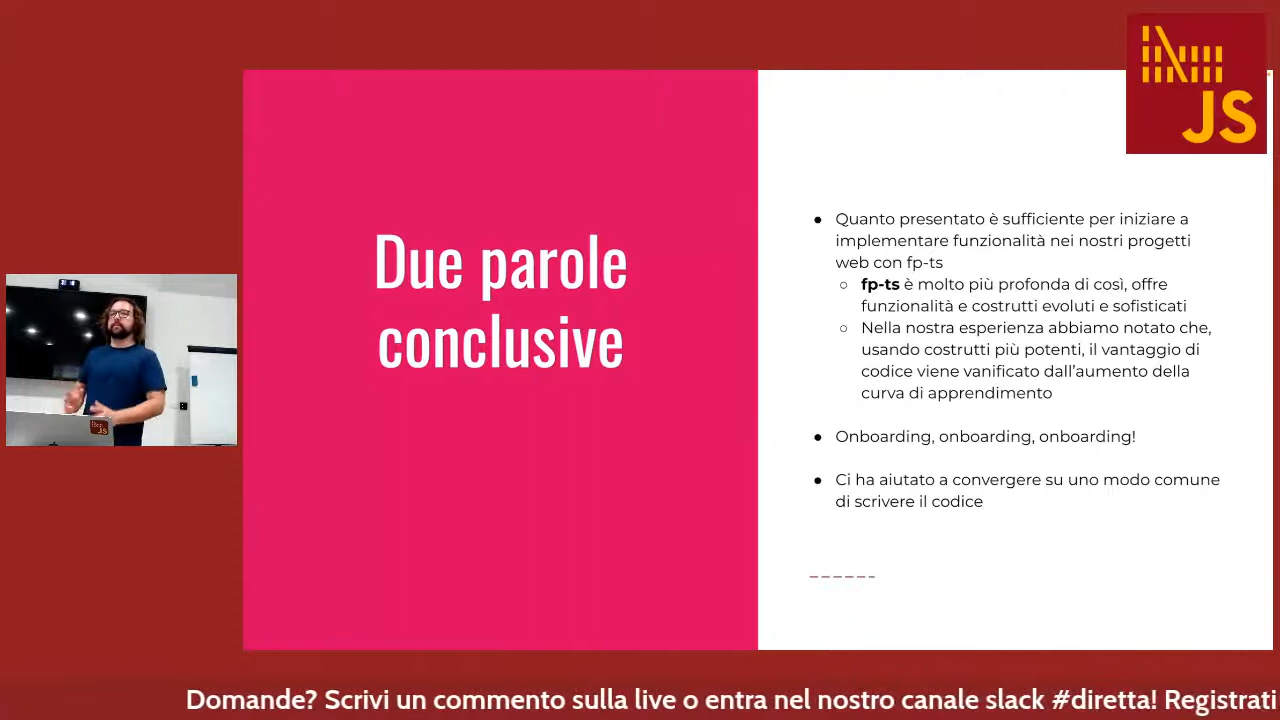 JS
Due parole
conclusive
● Quanto presentato è sufficiente per iniziare a
implementare funzionalità nei nostri progetti
web con fp-ts
○ fp-ts è molto più profonda di così, offre
funzionalità e costrutti evoluti e sofisticati
○ Nella nostra esperienza abbiamo notato che,
usando costrutti più potenti, il vantaggio di
codice viene vanificato dall'aumento della
curva di apprendimento
● Onboarding, onboarding, onboarding!
● Ci ha aiutato a convergere su uno modo comune
di scrivere il codice
JS
Domande? Scrivi un commento sulla live o entra nel nostro canale slack #diretta! Registrati